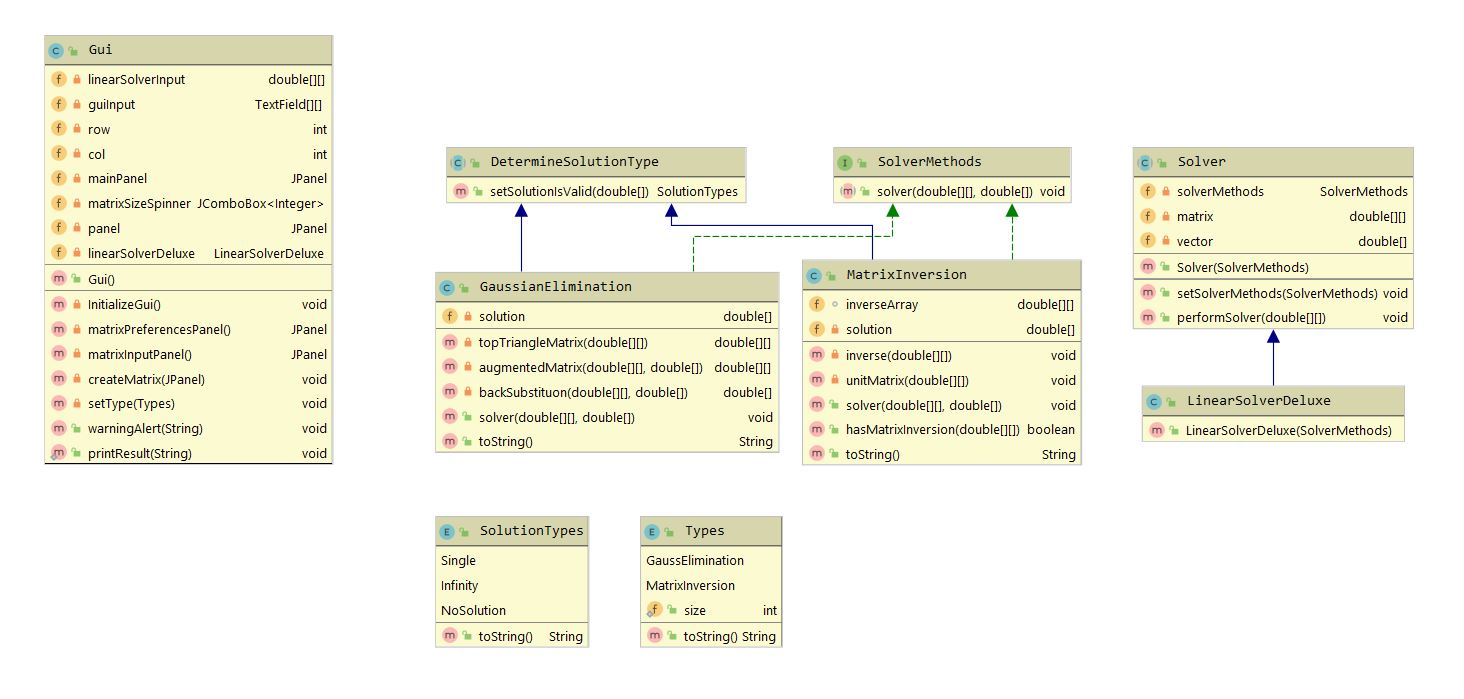 Gui
linearSolverInput double[][]
guiInput TextField[][]
row int
col int
mainPanel JPanel
matrixSizeSpinner JComboBox<Integer>
panel JPanel
linearSolverDeluxe LinearSolverDeluxe
Gui()
InitializeGui() void
matrixPreferencesPanel() JPanel
matrixInputPanel() JPanel
createMatrix(JPanel) void
setType(Types) void
warningAlert(String) void
printResult(String) void
DetermineSolutionType
setSolutionIsValid(double[]) SolutionTypes
SolverMethods
solver(double[][], double[]) void
Solver
solverMethods SolverMethods
matrix double[][]
vector double[]
Solver(SolverMethods)
setSolverMethods(SolverMethods) void
performSolver(double[][]) void
GaussianElimination
solution double[]
topTriangleMatrix(double[][]) double[][]
augmentedMatrix(double[][], double[]) double[][]
backSubstituon(double[][], double[]) double[]
solver(double[][], double[]) void
toString() String
MatrixInversion
inverseArray double[][]
solution double[]
inverse(double[][]) void
unitMatrix(double[][]) void
solver(double[][], double[]) void
hasMatrixInversion(double[][]) boolean
toString() String
LinearSolverDeluxe
LinearSolverDeluxe(SolverMethods)
SolutionTypes
Single
Infinity
NoSolution
toString() String
Types
GaussElimination
MatrixInversion
size int
toString() String